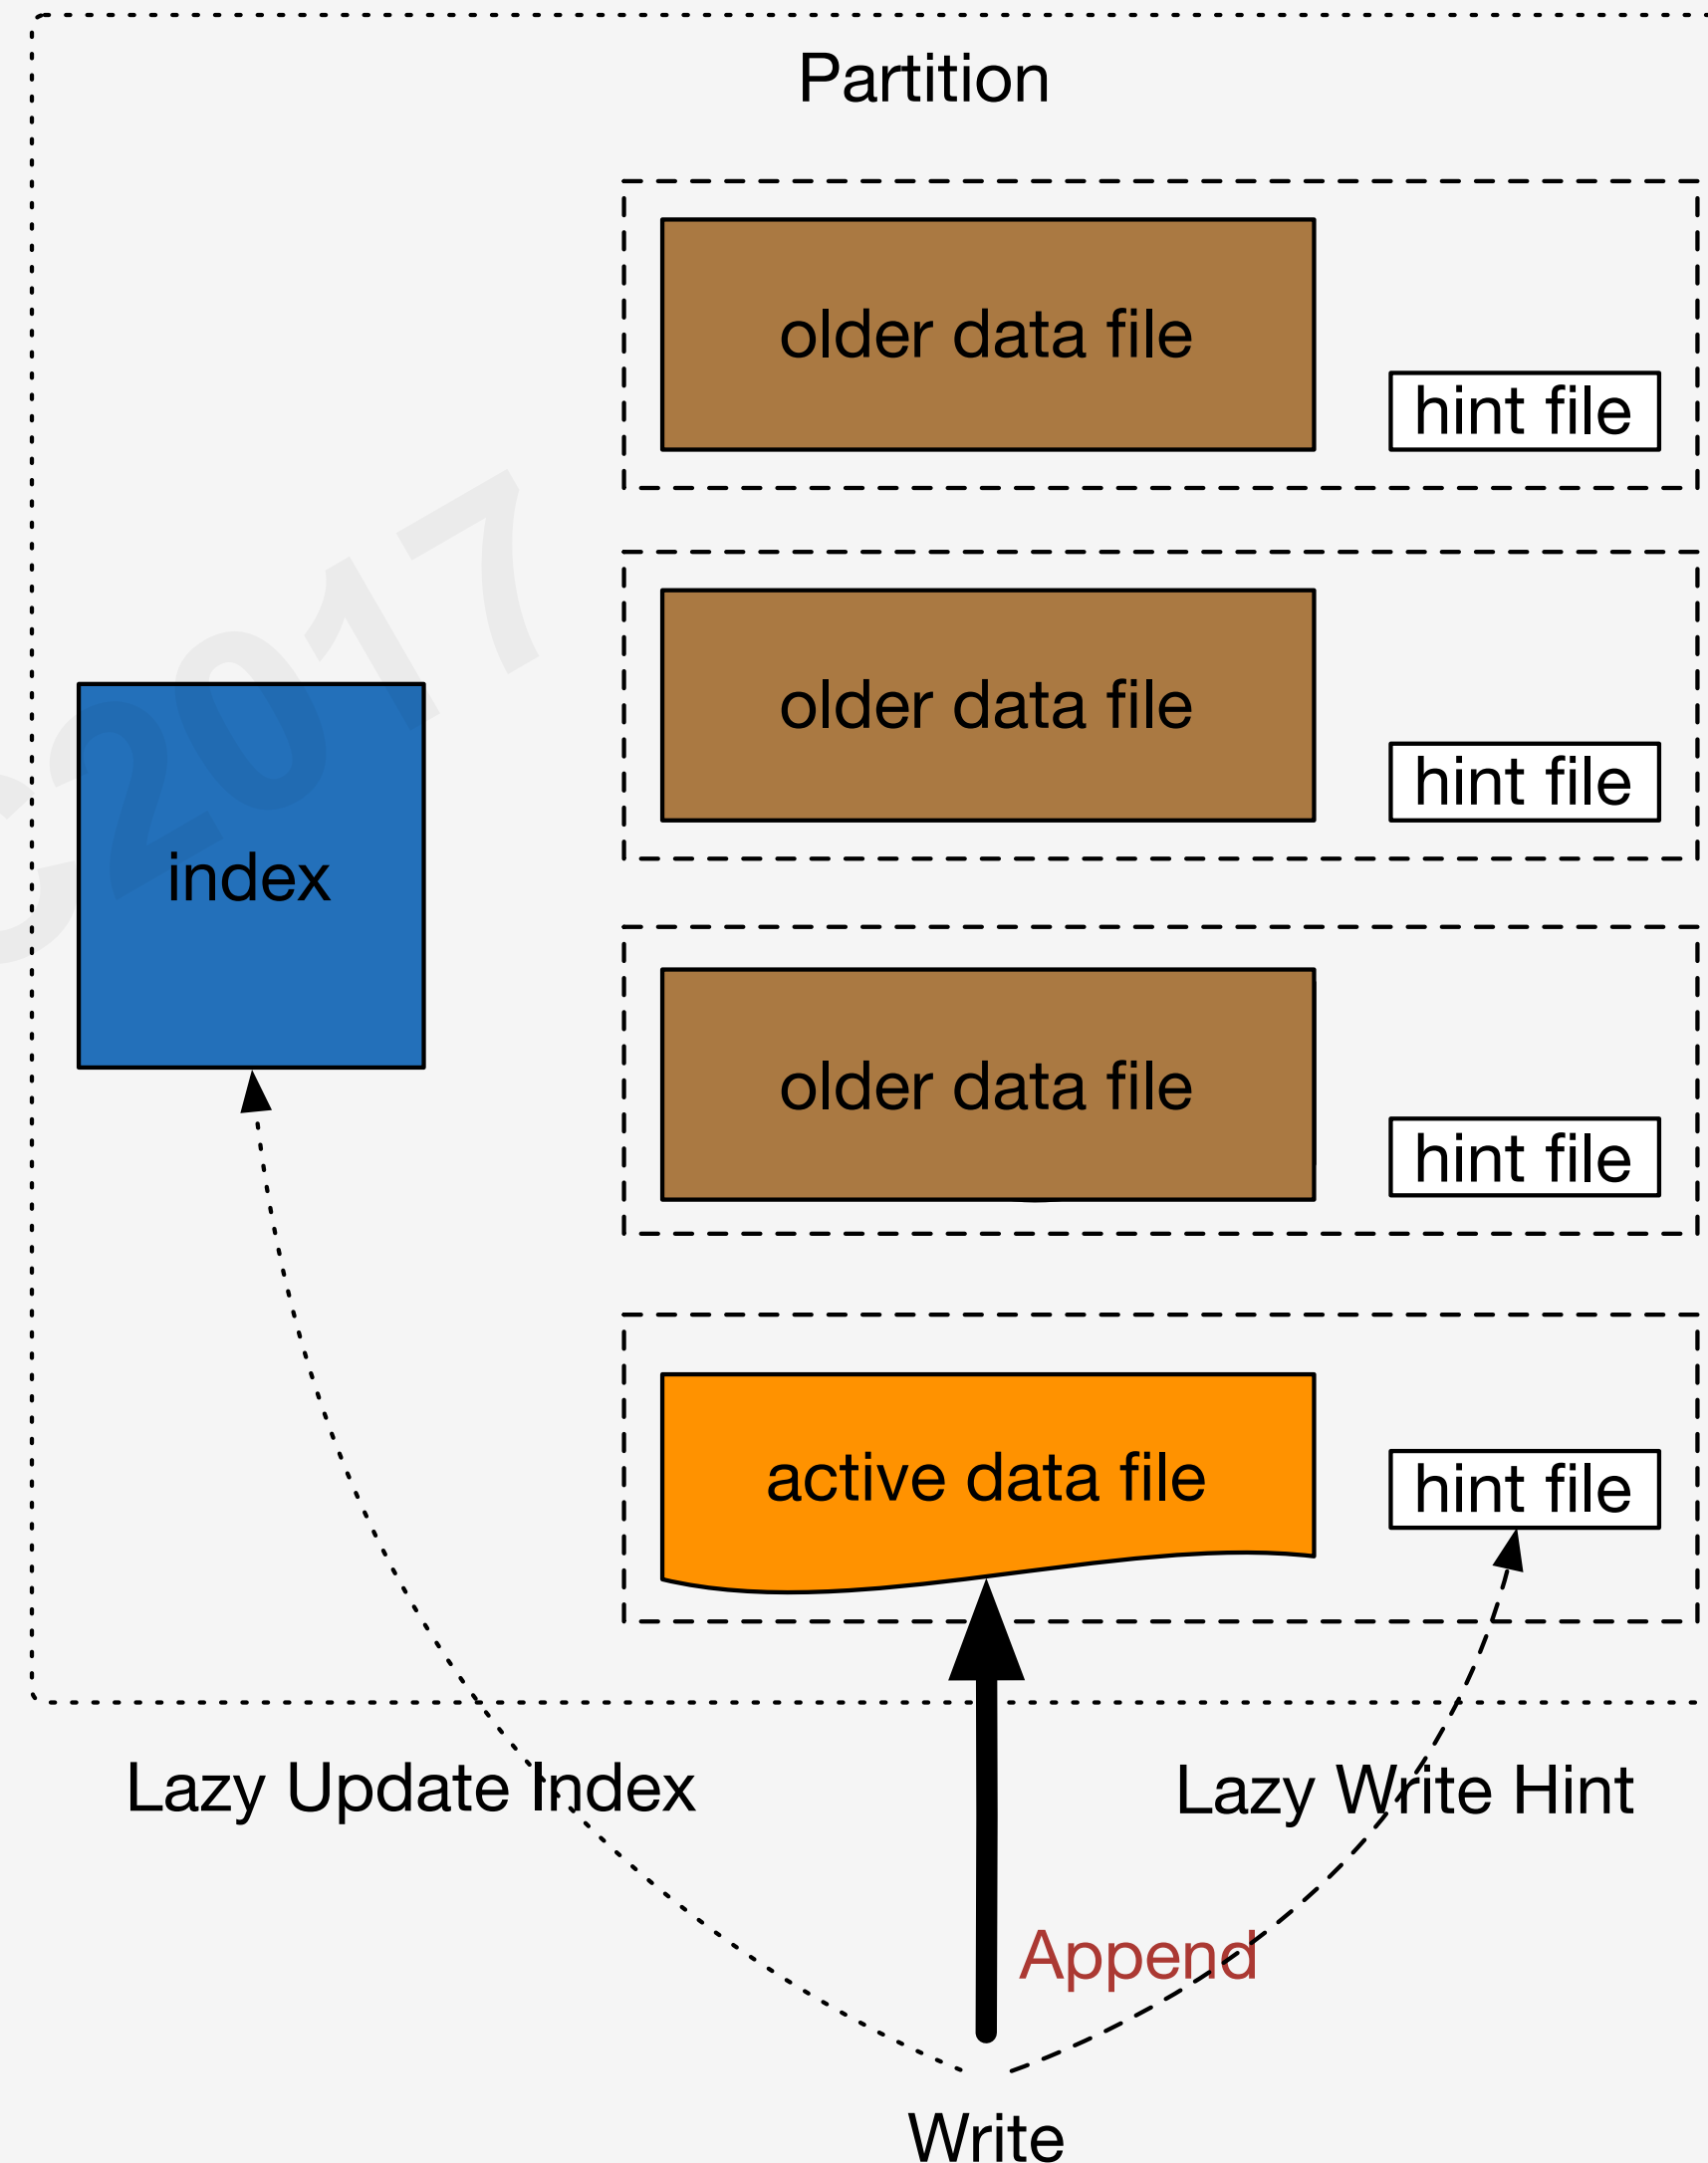 Partition
older data file
hint file
older data file
hint file
index
older data file
hint file
active data file
hint file
Lazy Update Index
Lazy Write Hint
Append
Write
C2017